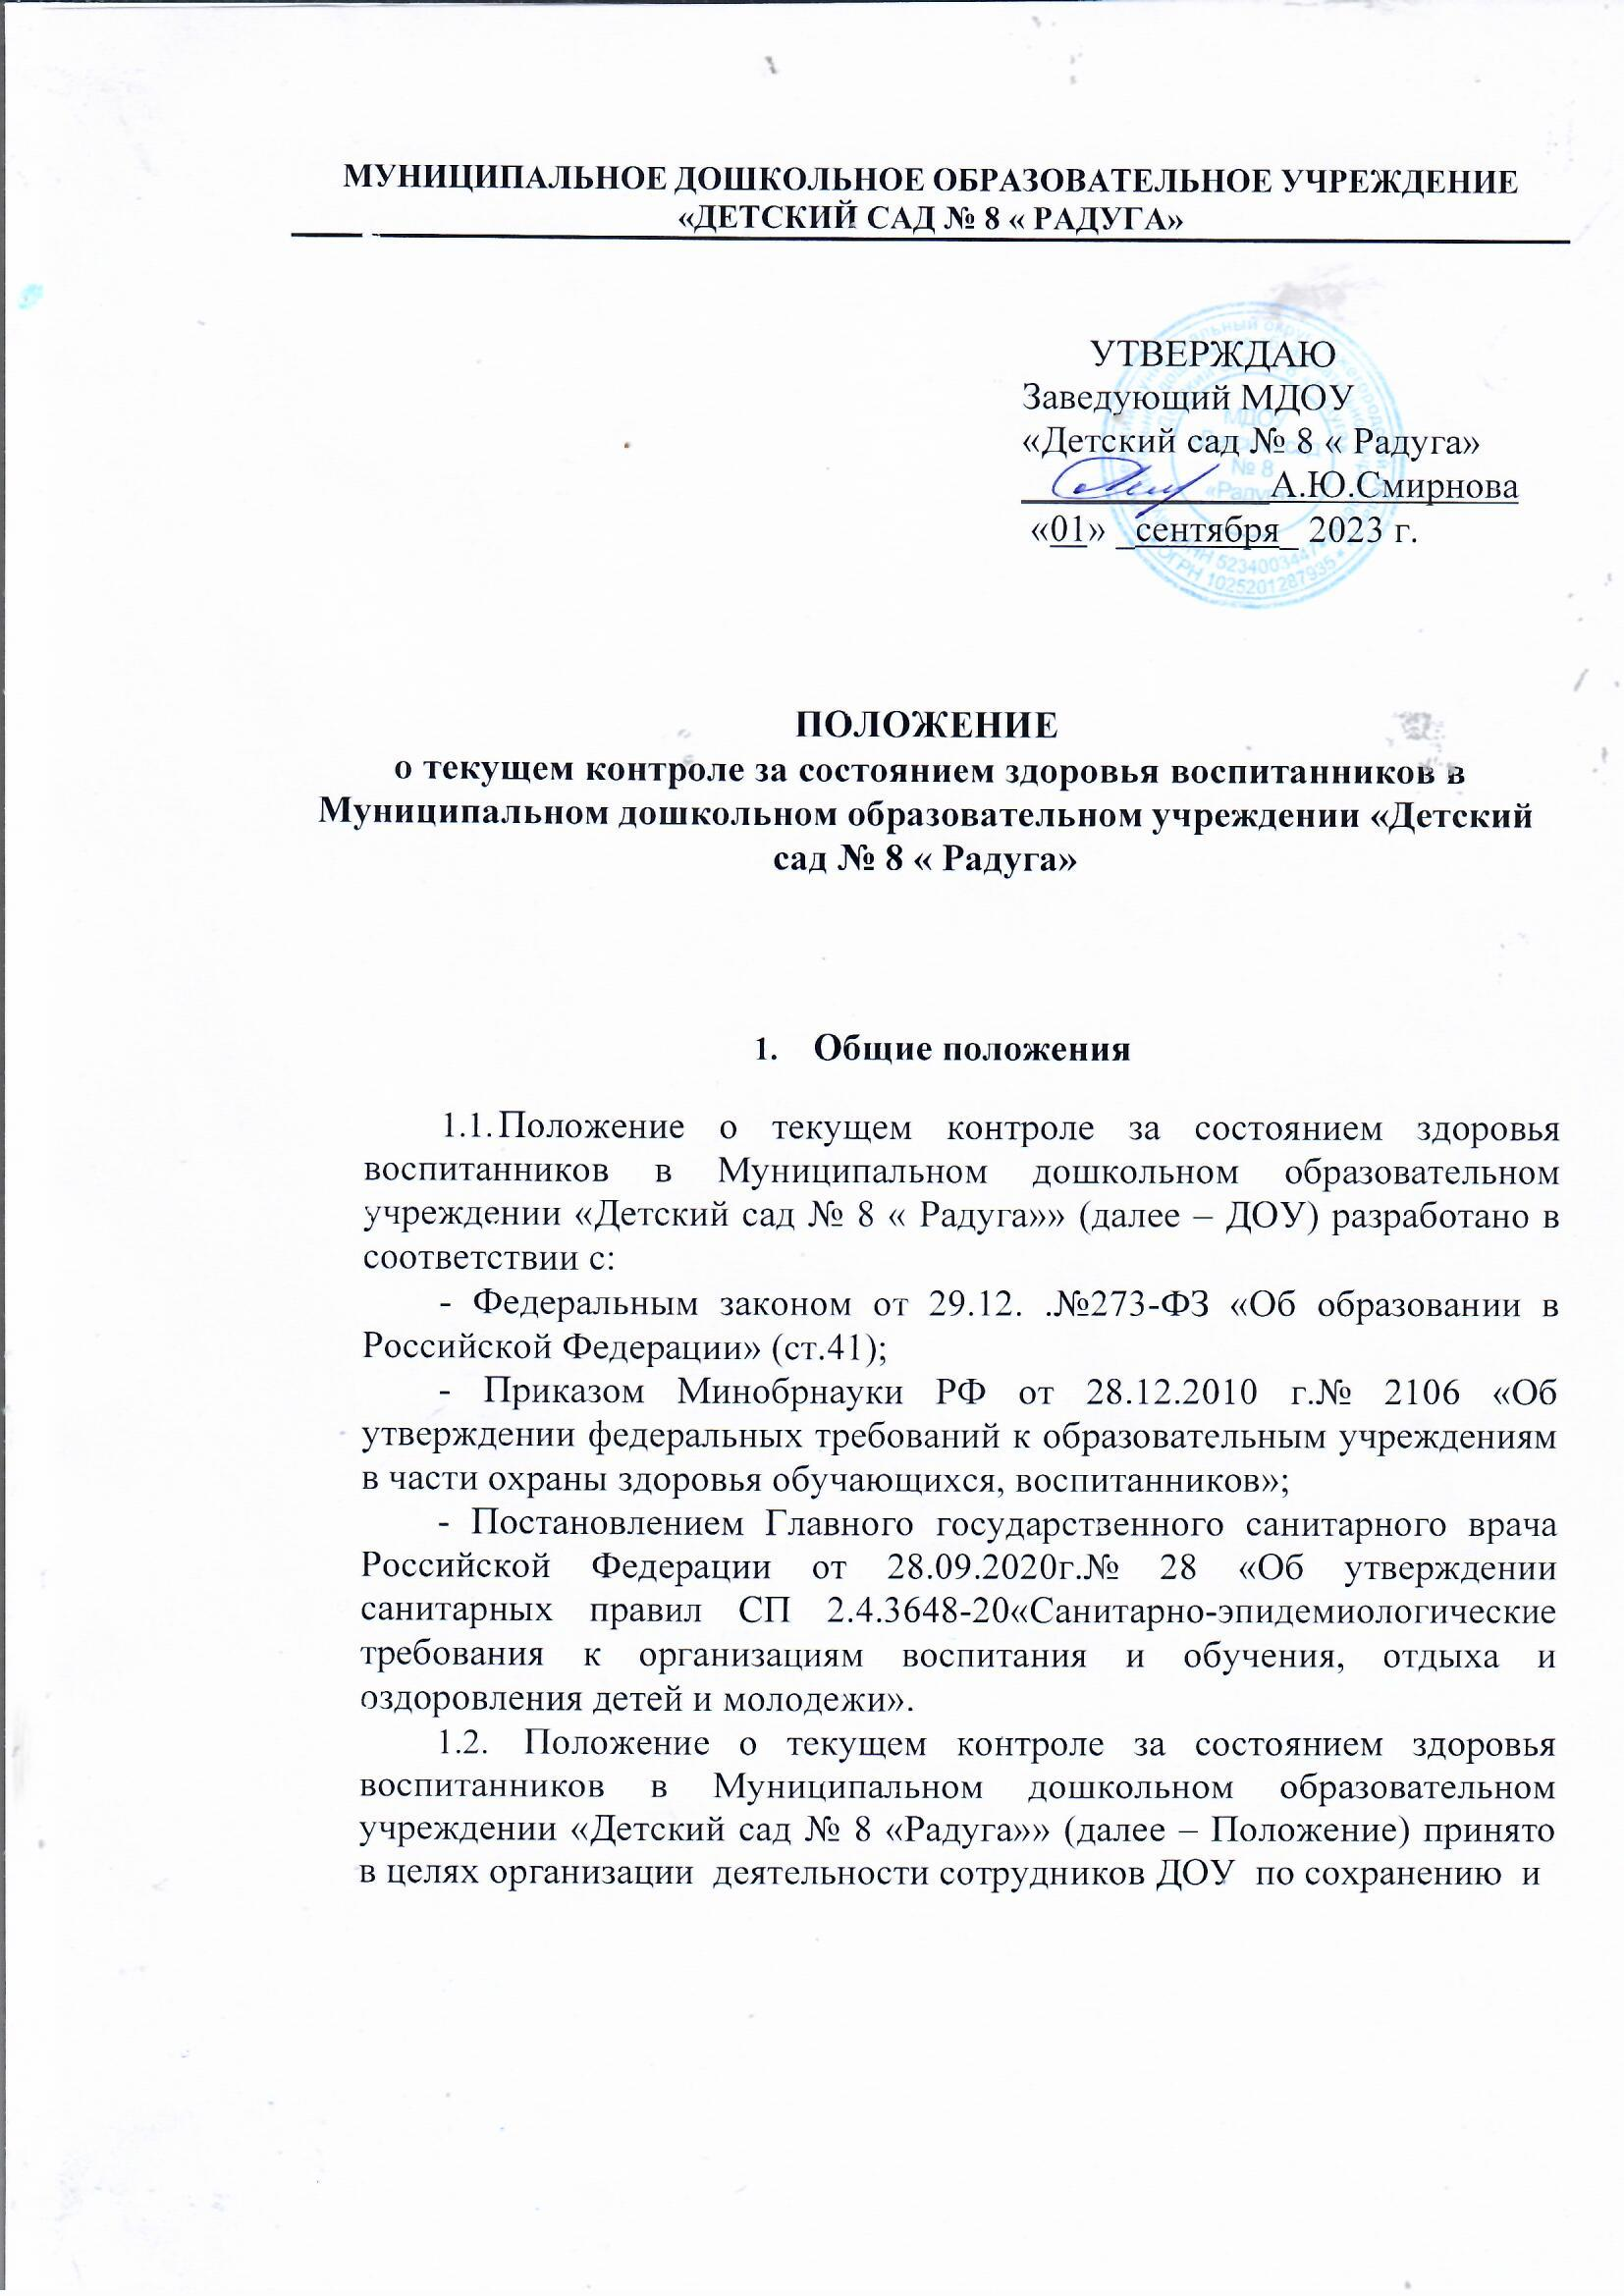 МУНИЦИПАЛЬНОЕ ДОШКОЛЬНОЕ ОБРАЗОВАТЕЛЬНОЕ УЧРЕЖДЕНИЕ
«ДЕТСКИЙ САД № 8 « РАДУГА»
УТВЕРЖДАЮ
Заведующий МДОУ
«Детский сад № 8 « Радуга»
А.Ю.Смирнова
«01» _сентября_ 2023 г.
МДОУ
№ 8
«Радуга»
ИНН 5234003447
ОГРН 1025201287935
ПОЛОЖЕНИЕ
о текущем контроле за состоянием здоровья воспитанников в
Муниципальном дошкольном образовательном учреждении «Детский
сад № 8 « Радуга»
1. Общие положения
1.1.Положение о текущем контроле за состоянием здоровья
воспитанников в Муниципальном дошкольном образовательном
учреждении «Детский сад № 8 « Радуга»» (далее – ДОУ) разработано в
соответствии с:
- Федеральным законом от 29.12. .№273-ФЗ «Об образовании в
Российской Федерации» (ст.41);
- Приказом Минобрнауки РФ от 28.12.2010 г.№ 2106 «Об
утверждении федеральных требований к образовательным учреждениям
в части охраны здоровья обучающихся, воспитанников»;
- Постановлением Главного государственного санитарного врача
Российской Федерации от 28.09.2020г.№ 28 «Об утверждении
санитарных правил СП 2.4.3648-20«Санитарно-эпидемиологические
требования к организациям воспитания и обучения, отдыха и
оздоровления детей и молодежи».
1.2. Положение о текущем контроле за состоянием здоровья
воспитанников в Муниципальном дошкольном образовательном
учреждении «Детский сад № 8 «Радуга»» (далее – Положение) принято
в целях организации деятельности сотрудников ДОУ по сохранению и